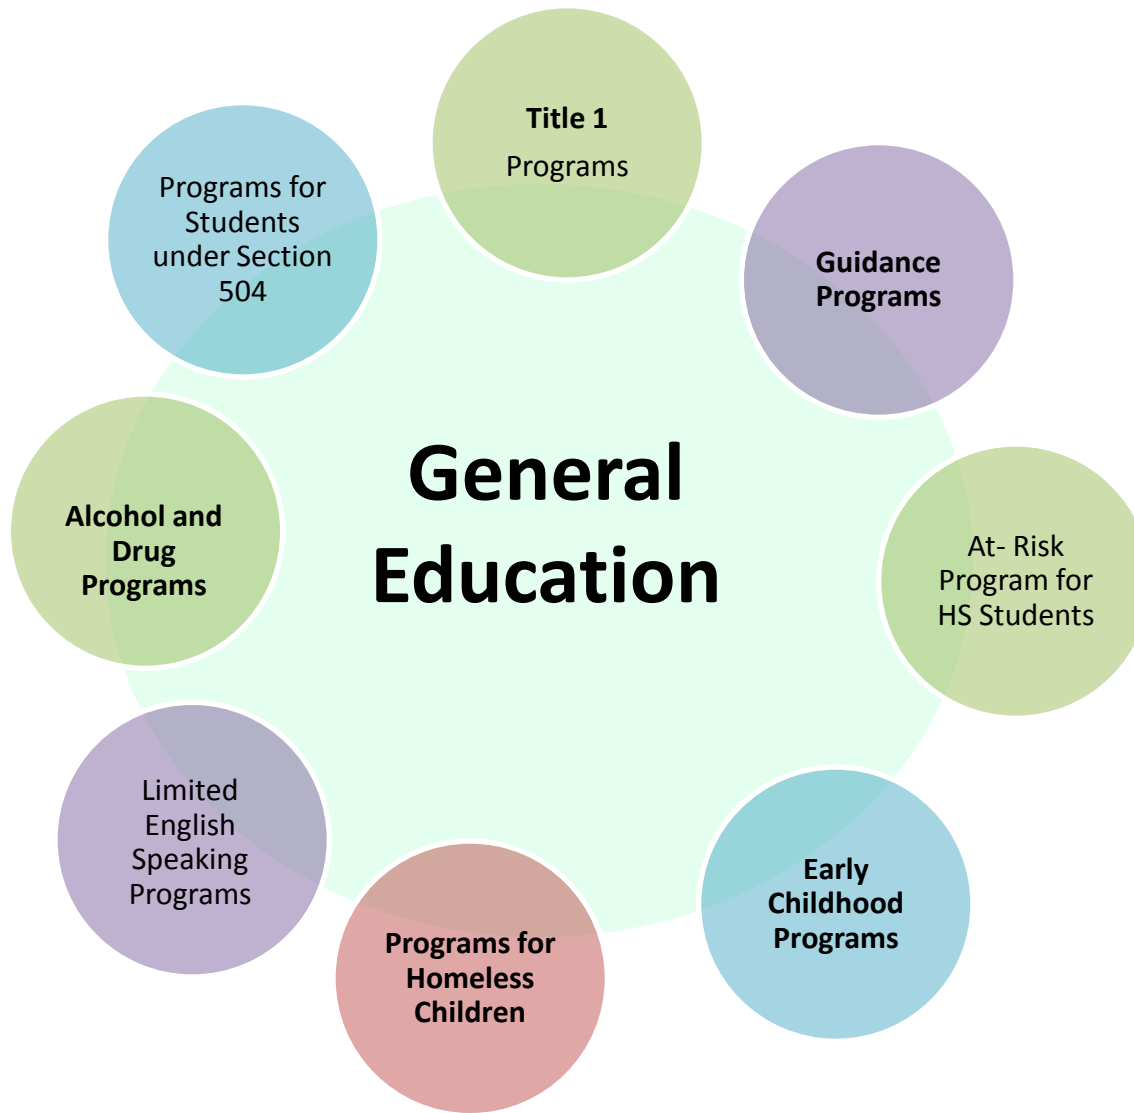 Title 1
Programs
Guidance
Programs
At- Risk
Program for
HS Students
Early
Childhood
Programs
Programs for
Homeless
Children
Limited
English
Speaking
Programs
Alcohol and
Drug
Programs
Programs for
Students
under Section
504
General
Education